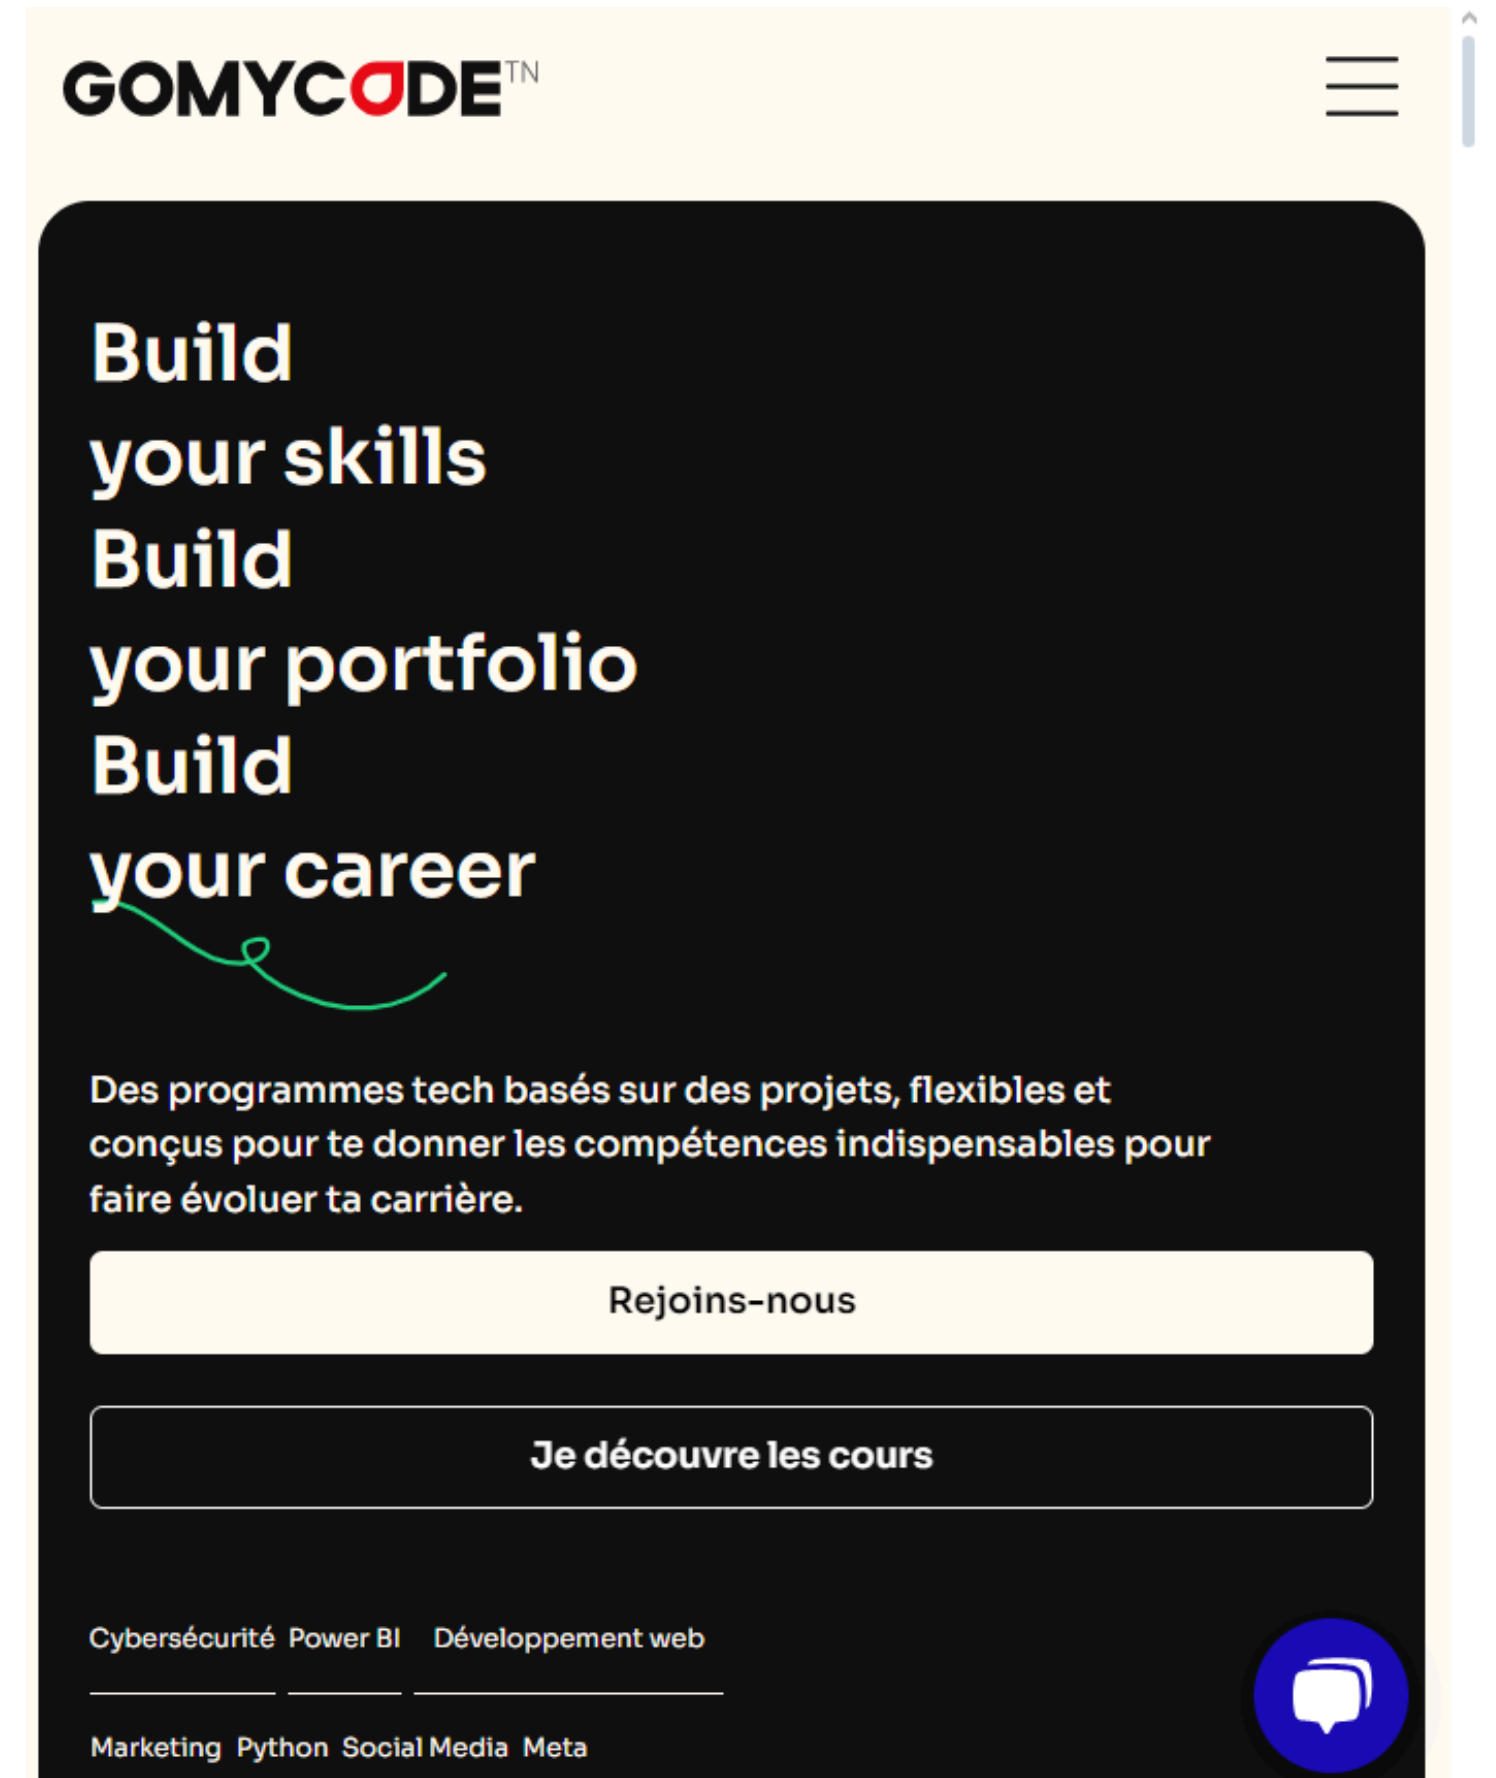 GOMYCODE TN
Build
your skills
Build
your portfolio
Build
your career
Des programmes tech basés sur des projets, flexibles et
conçus pour te donner les compétences indispensables pour
faire évoluer ta carrière.
Rejoins-nous
Je découvre les cours
Cybersécurité Power BI Développement web
Marketing Python Social Media Meta